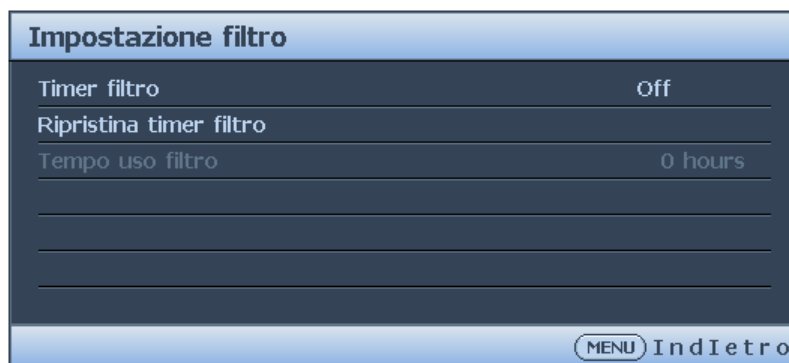 Impostazione filtro
Timer filtro Off
Ripristina timer filtro
Tempo uso filtro 0 hours
MENU IndIetro